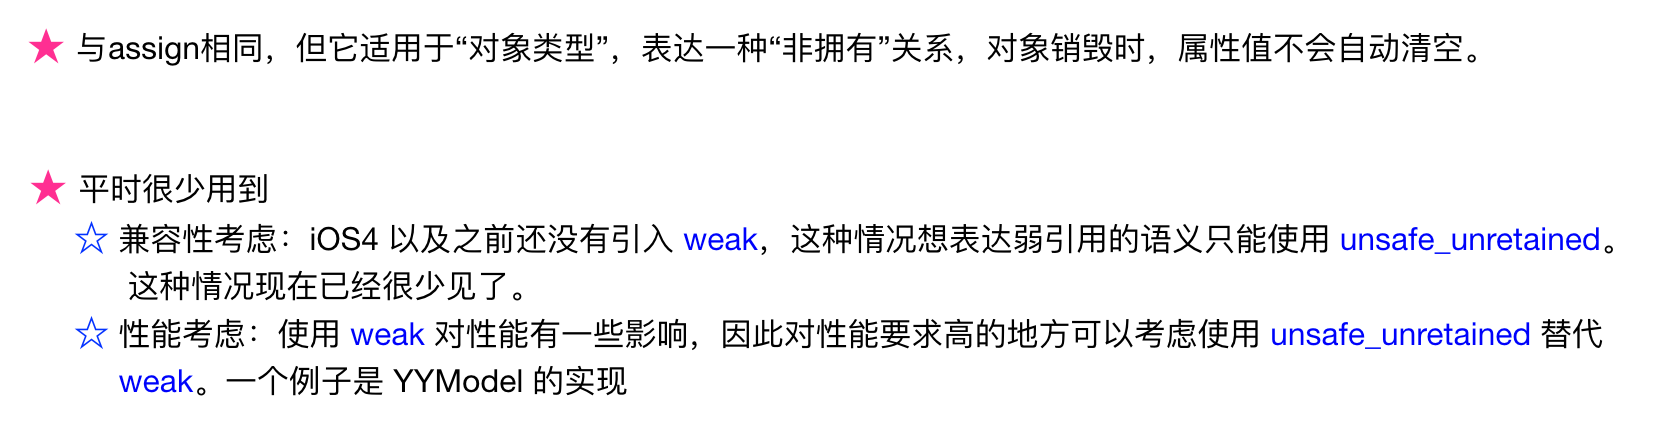 ★ 与assign相同，但它适用于“对象类型”，表达一种“非拥有”关系，对象销毁时，属性值不会自动清空。
★ 平时很少用到
☆ 兼容性考虑：iOS4 以及之前还没有引入 weak，这种情况想表达弱引用的语义只能使用 unsafe_unretained。
这种情况现在已经很少见了。
☆ 性能考虑：使用 weak 对性能有一些影响，因此对性能要求高的地方可以考虑使用 unsafe_unretained 替代
weak。一个例子是 YYModel 的实现